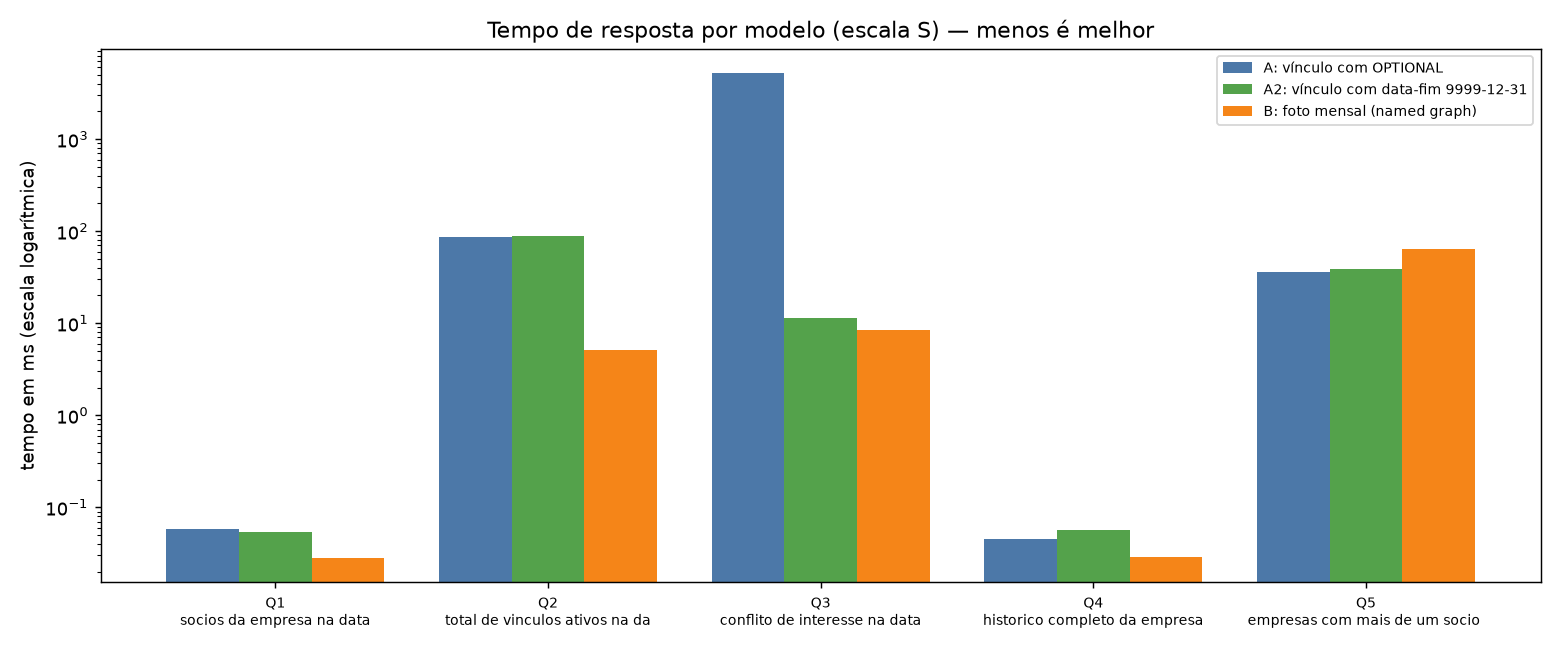 Tempo de resposta por modelo (escala S) — menos é melhor
A: vínculo com OPTIONAL
A2: vínculo com data-fim 9999-12-31
B: foto mensal (named graph)
tempo em ms (escala logarítmica)
10³
10²
10¹
10⁰
10⁻¹
Q1
socios da empresa na data
Q2
total de vinculos ativos na da
Q3
conflito de interesse na data
Q4
historico completo da empresa
Q5
empresas com mais de um socio